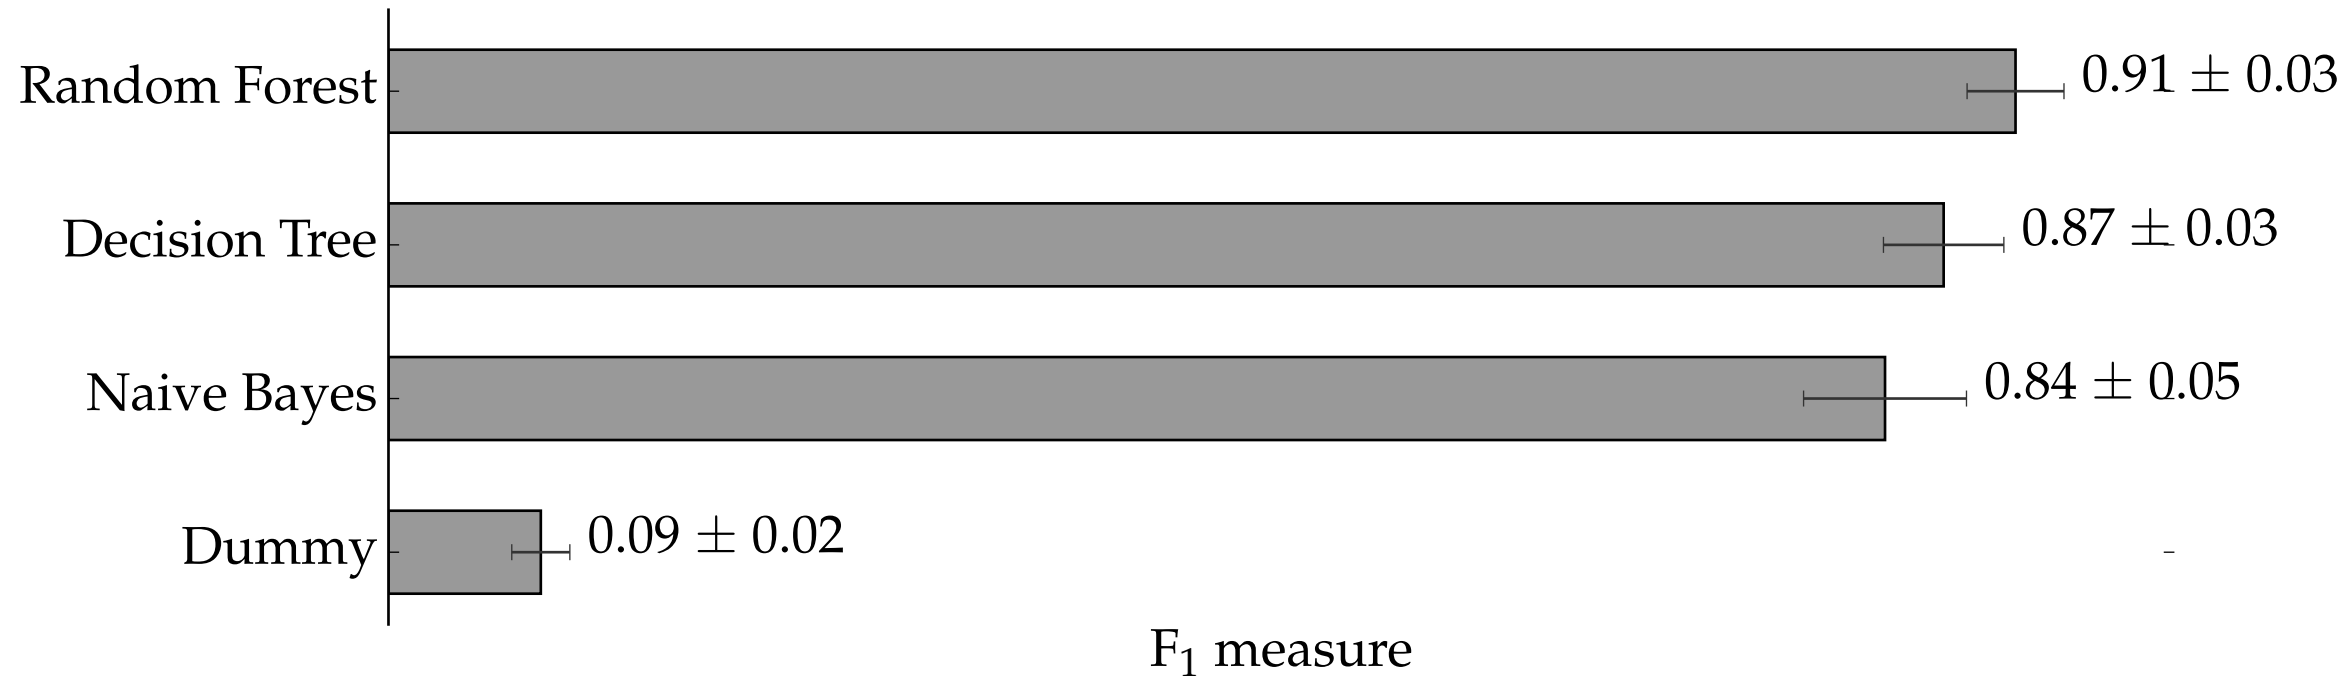 Random Forest 0.91 ± 0.03
Decision Tree 0.87 ± 0.03
Naive Bayes 0.84 ± 0.05
Dummy 0.09 ± 0.02
F₁ measure